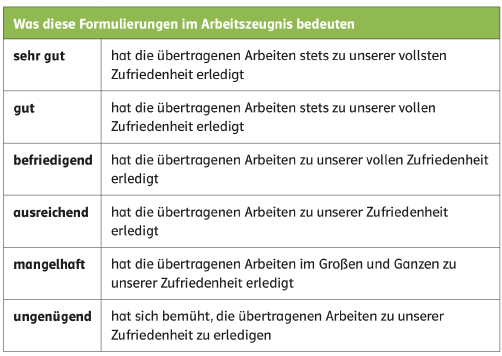 Was diese Formulierungen im Arbeitszeugnis bedeuten
sehr gut hat die übertragenen Arbeiten stets zu unserer vollsten
Zufriedenheit erledigt
gut hat die übertragenen Arbeiten stets zu unserer vollen
Zufriedenheit erledigt
befriedigend hat die übertragenen Arbeiten zu unserer vollen Zufriedenheit
erledigt
ausreichend hat die übertragenen Arbeiten zu unserer Zufriedenheit
erledigt
mangelhaft hat die übertragenen Arbeiten im Großen und Ganzen zu
unserer Zufriedenheit erledigt
ungenügend hat sich bemüht, die übertragenen Arbeiten zu unserer
Zufriedenheit zu erledigen